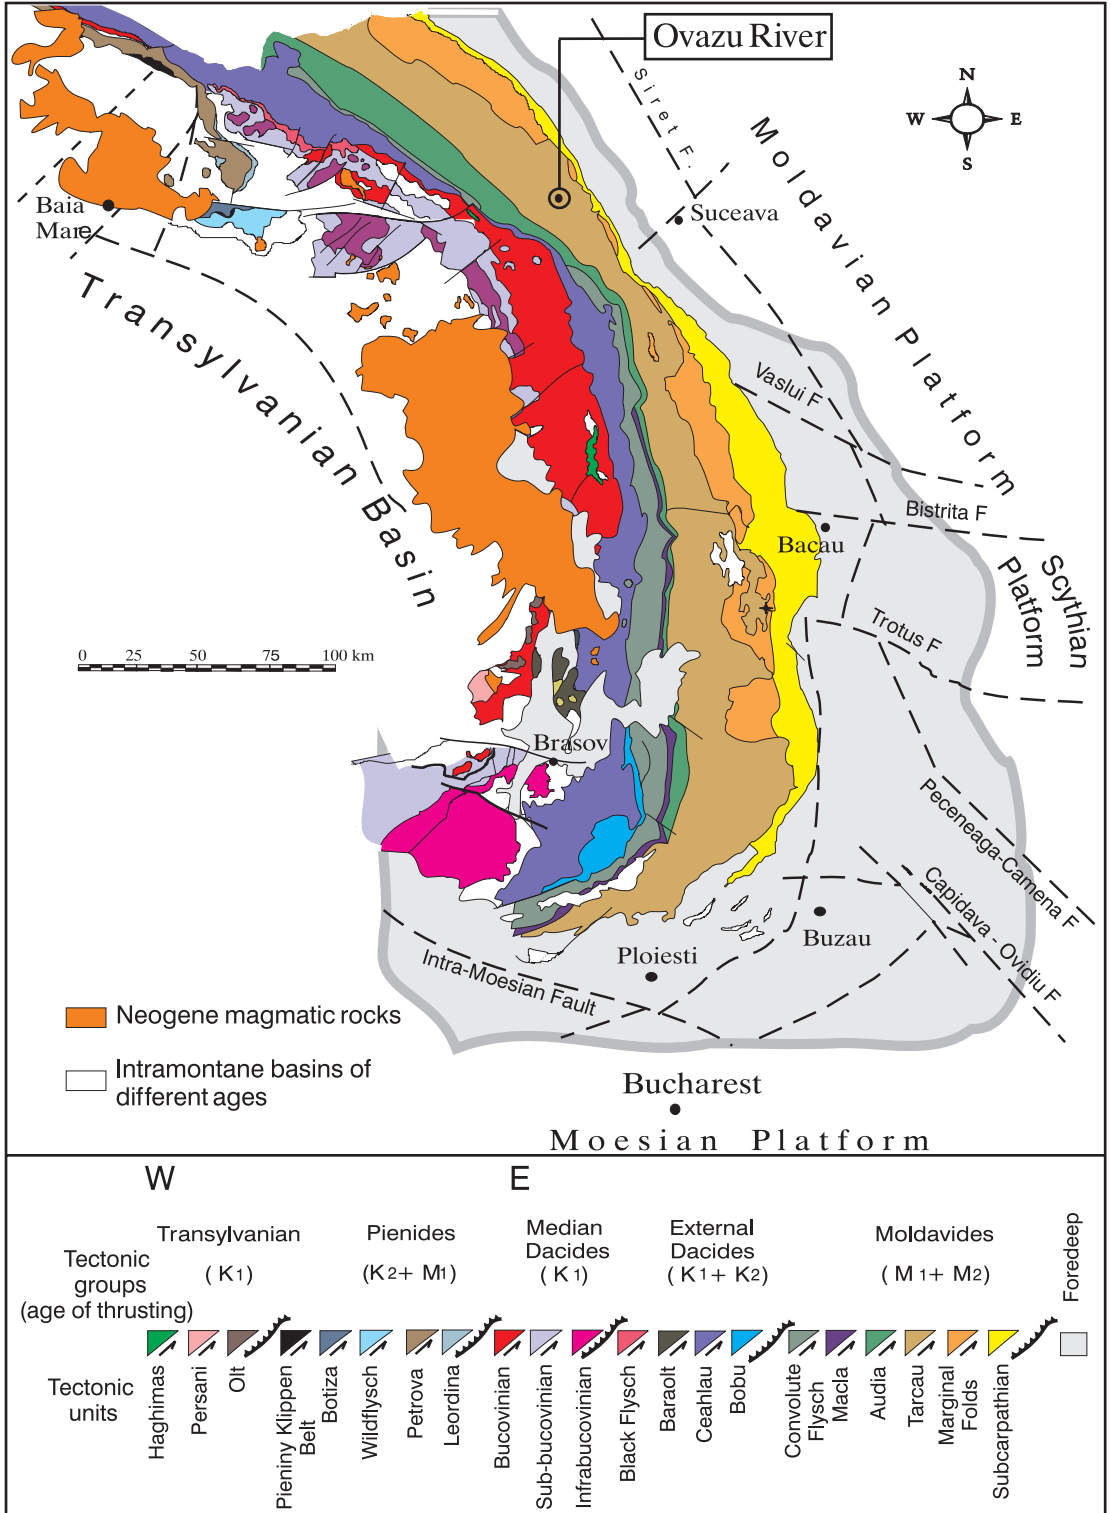 Ovazu River
N
W
E
S
Siret F.
Moldavian Platform
Suceava
Baia
Mare
Transylvanian Basin
Vaslui F
Bistrita F
Bacau
Scythian
Platform
Trotus F
0 25 50 75 100 km
Brasov
Peceneaga-Camena F
Capidava - Ovidiu F
Buzau
Ploiesti
Intra-Moesian Fault
Neogene magmatic rocks
Intramontane basins of
different ages
Bucharest
Moesian Platform
W
E
Tectonic
groups
(age of thrusting)
Transylvanian
( K1)
Pienides
(K2+ M1)
Median
Dacides
( K1)
External
Dacides
( K1+ K2)
Moldavides
( M1+ M2)
Foredeep
Tectonic
units
Haghimas
Persani
Olt
Pieniny Klippen
Belt
Botiza
Wildflysch
Petrova
Leordina
Bucovinian
Sub-bucovinian
Infrabucovinian
Black Flysch
Baraolt
Ceahlau
Bobu
Convolute
Flysch
Macla
Audia
Tarcau
Marginal
Folds
Subcarpathian